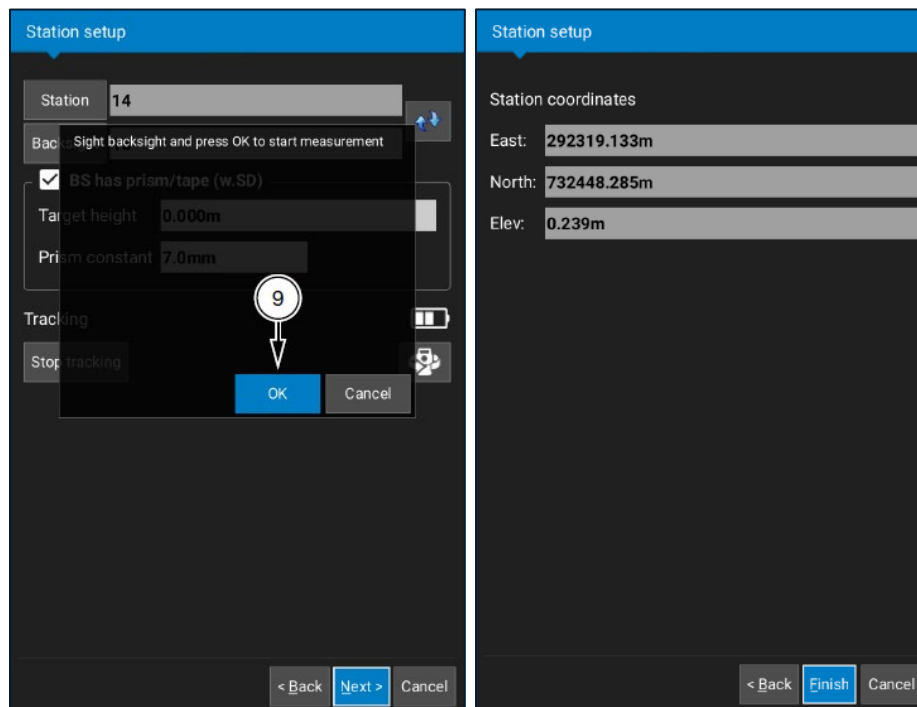 Station setup
Station 14
Sight backsight and press OK to start measurement
BS has prism/tape (w.SD)
Target height 0.000m
Prism constant 7.0mm
9
Tracking
Stop tracking
OK Cancel
< Back Next > Cancel
Station setup
Station coordinates
East: 292319.133m
North: 732448.285m
Elev: 0.239m
< Back Finish Cancel